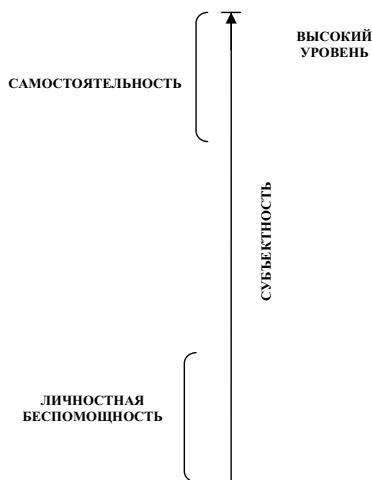 ВЫСОКИЙ
УРОВЕНЬ
САМОСТОЯТЕЛЬНОСТЬ
СУБЪЕКТНОСТЬ
ЛИЧНОСТНАЯ
БЕСПОМОЩНОСТЬ